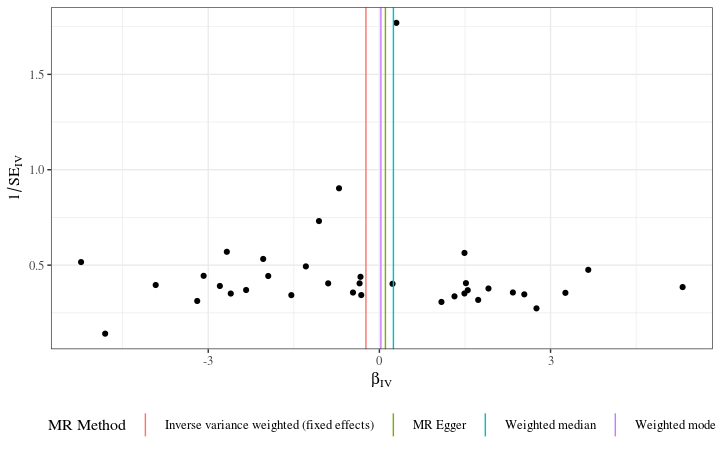 1.5
1.0
0.5
1/SE_IV
-3 0 3
β_IV
MR Method Inverse variance weighted (fixed effects) MR Egger Weighted median Weighted mode